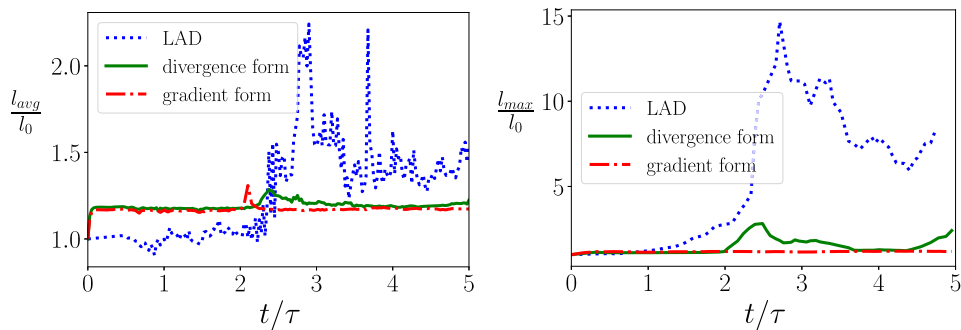 2.0
1.5
1.0
l_avg
l_0
LAD
divergence form
gradient form
0 1 2 3 4 5
t/τ
15
10
5
l_max
l_0
LAD
divergence form
gradient form
0 1 2 3 4 5
t/τ